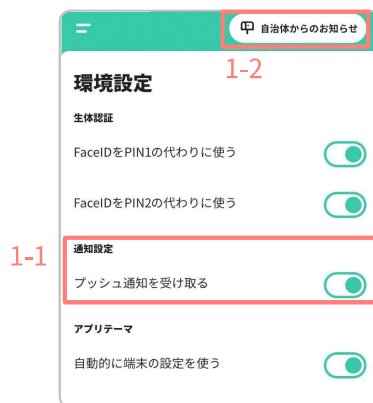 自治体からのお知らせ
1-2
環境設定
生体認証
FaceIDをPIN1の代わりに使う
FaceIDをPIN2の代わりに使う
1-1
通知設定
プッシュ通知を受け取る
アプリテーマ
自動的に端末の設定を使う